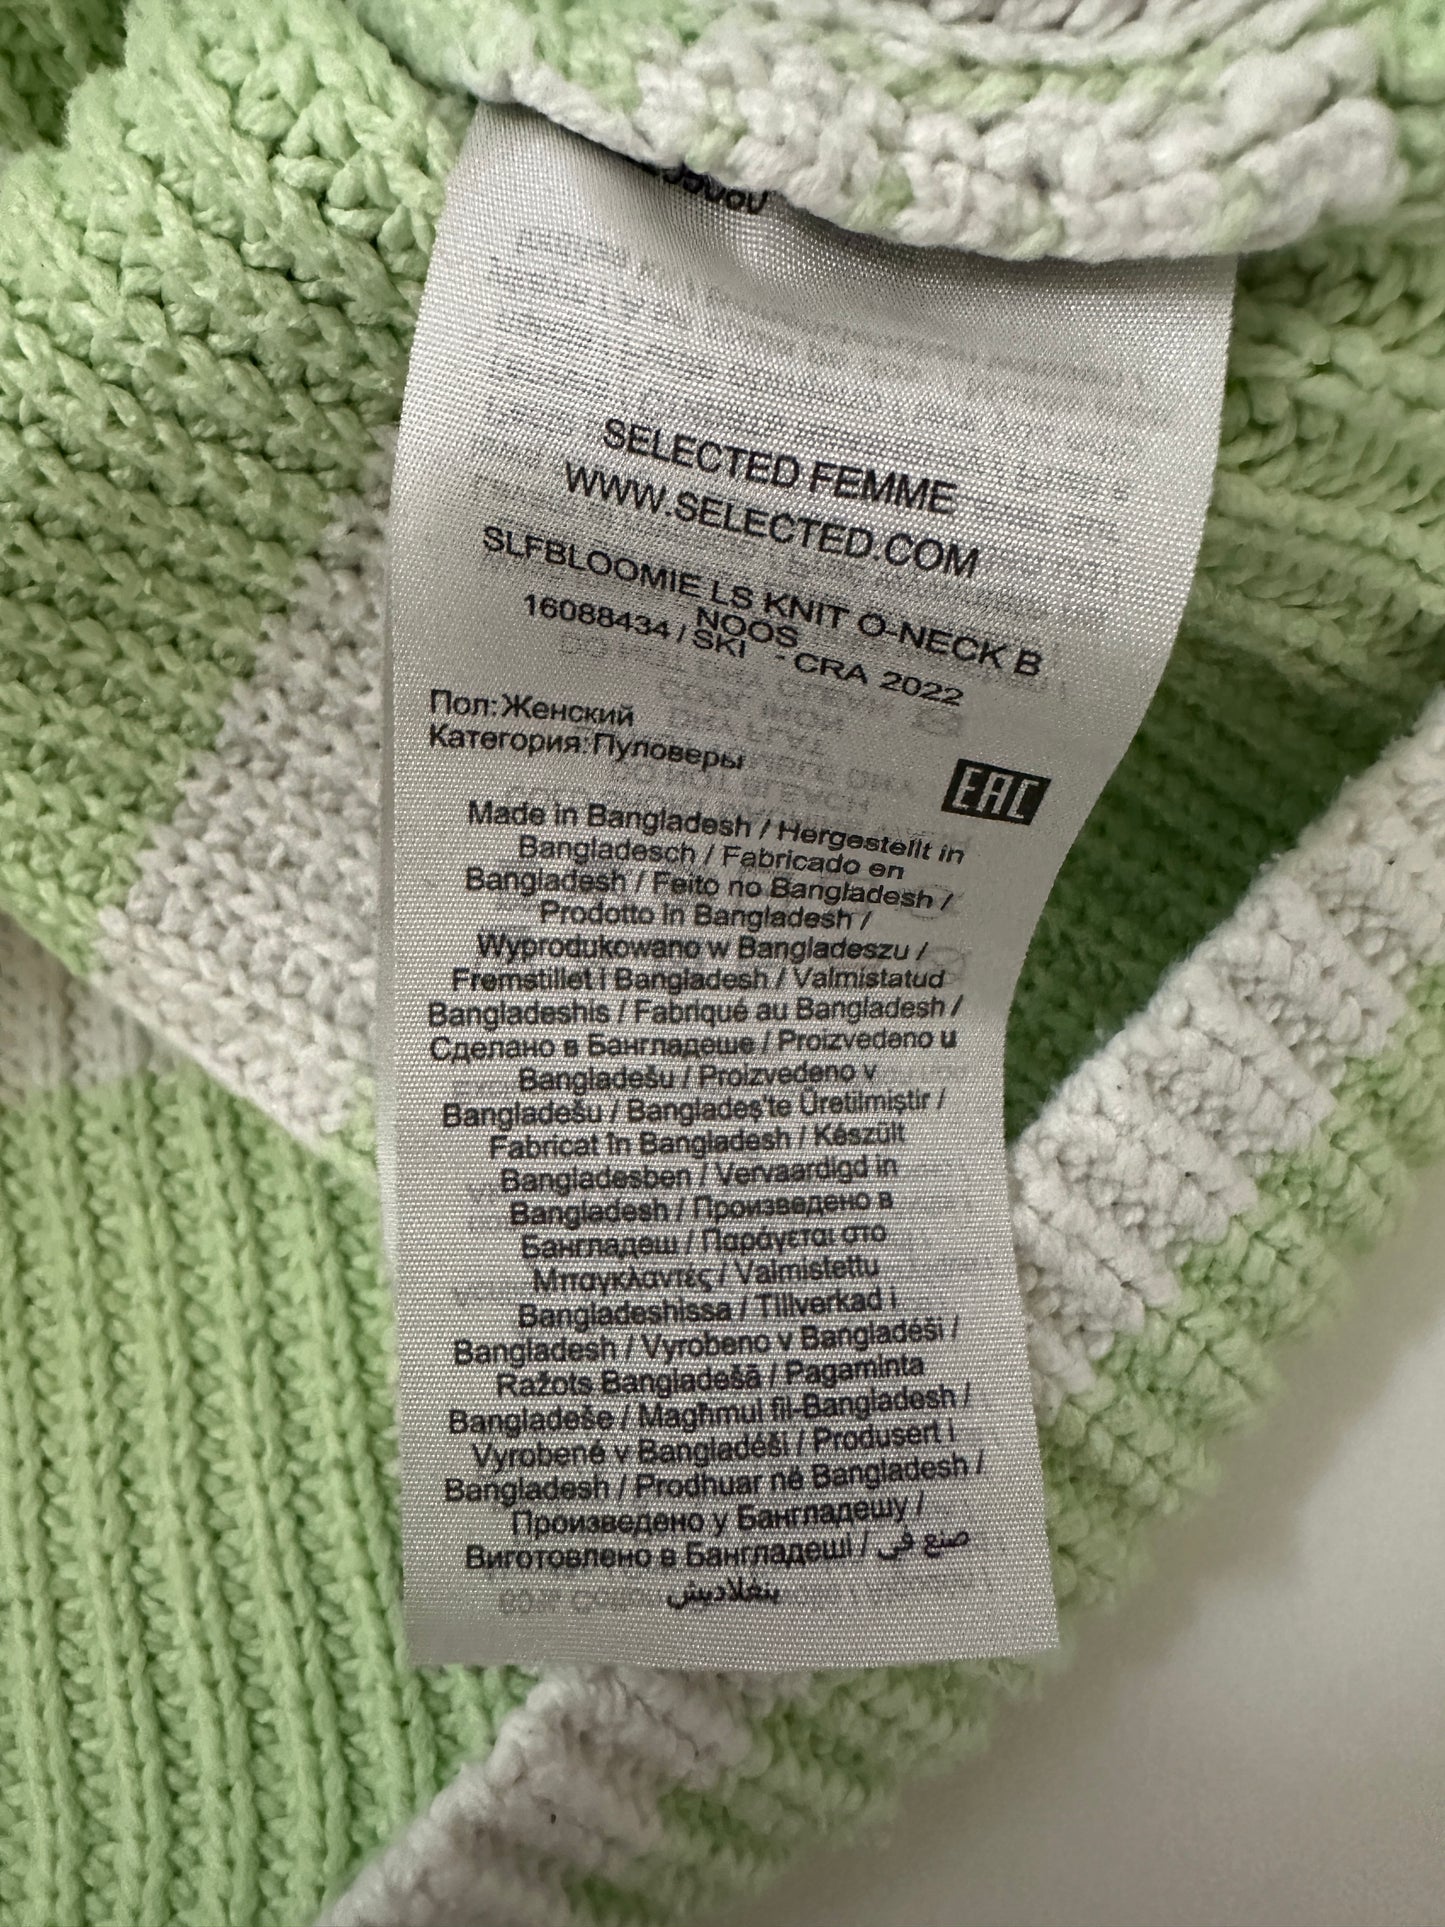 SELECTED FEMME
WWW.SELECTED.COM
SLFBLOOMIE LS KNIT O-NECK B
NOOS
16088434 / SKI - CRA 2022
Пол:Женский
Категория:Пуловеры
EAC
Made in Bangladesh / Hergestellt in
Bangladesch / Fabricado en
Bangladesh / Feito no Bangladesh /
Prodotto in Bangladesh /
Wyprodukowano w Bangladeszu /
Fremstillet i Bangladesh / Valmistatud
Bangladeshis / Fabriqué au Bangladesh /
Сделано в Бангладеше / Proizvedeno u
Bangladešu / Proizvedeno v
Bangladešu / Bangladeş'te Üretilmiştir /
Fabricat în Bangladesh / Készült
Bangladesben / Vervaardigd in
Bangladesh / Произведено в
Бангладеш / Παράγεται στο
Μπαγκλαντές / Valmistettu
Bangladeshissa / Tillverkad i
Bangladesh / Vyrobeno v Bangladéši /
Ražots Bangladešā / Pagaminta
Bangladeše / Magħmul fil-Bangladesh /
Vyrobené v Bangladéši / Produsert i
Bangladesh / Prodhuar në Bangladesh /
Произведено у Бангладешу /
Виготовлено в Бангладеші / صنع في
بنغلاديش